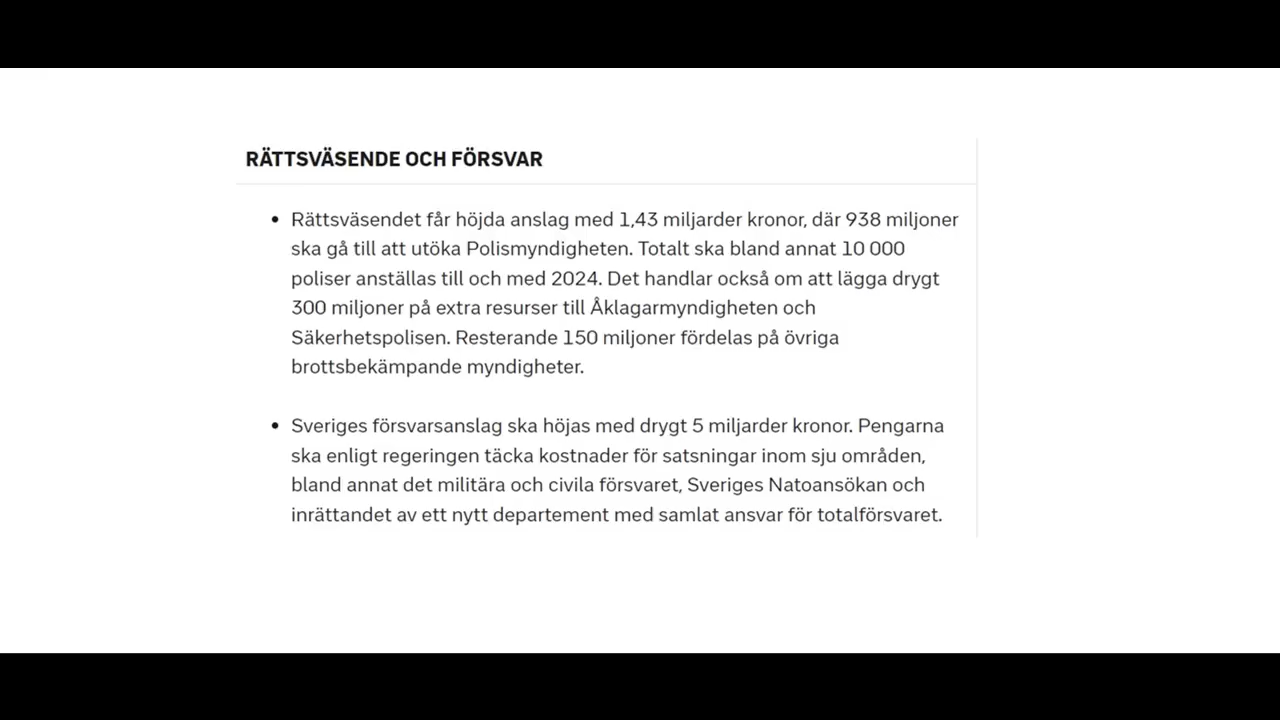 RÄTTSVÄSENDE OCH FÖRSVAR
• Rättsväsendet får höjda anslag med 1,43 miljarder kronor, där 938 miljoner
ska gå till att utöka Polismyndigheten. Totalt ska bland annat 10 000
poliser anställas till och med 2024. Det handlar också om att lägga drygt
300 miljoner på extra resurser till Åklagarmyndigheten och
Säkerhetspolisen. Resterande 150 miljoner fördelas på övriga
brottsbekämpande myndigheter.
• Sveriges försvarsanslag ska höjas med drygt 5 miljarder kronor. Pengarna
ska enligt regeringen täcka kostnader för satsningar inom sju områden,
bland annat det militära och civila försvaret, Sveriges Natoansökan och
inrättandet av ett nytt departement med samlat ansvar för totalförsvaret.